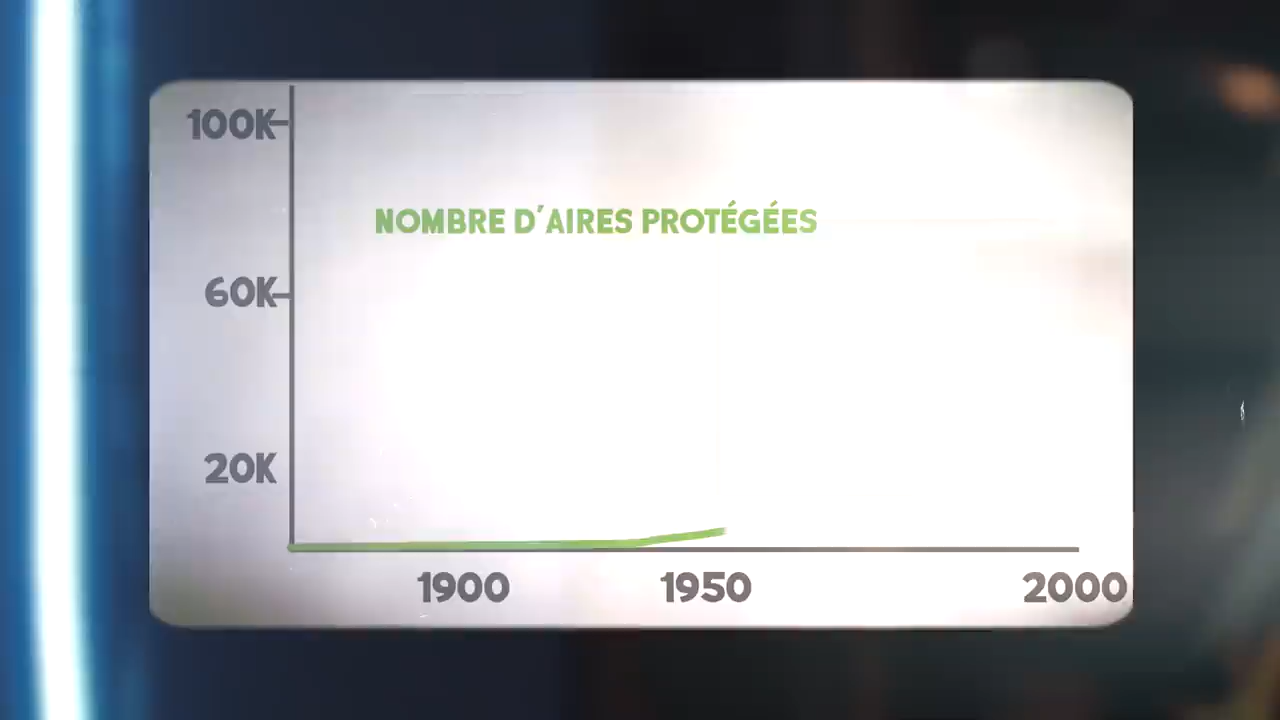 100K
NOMBRE D'AIRES PROTÉGÉES
60K
20K
1900 1950 2000